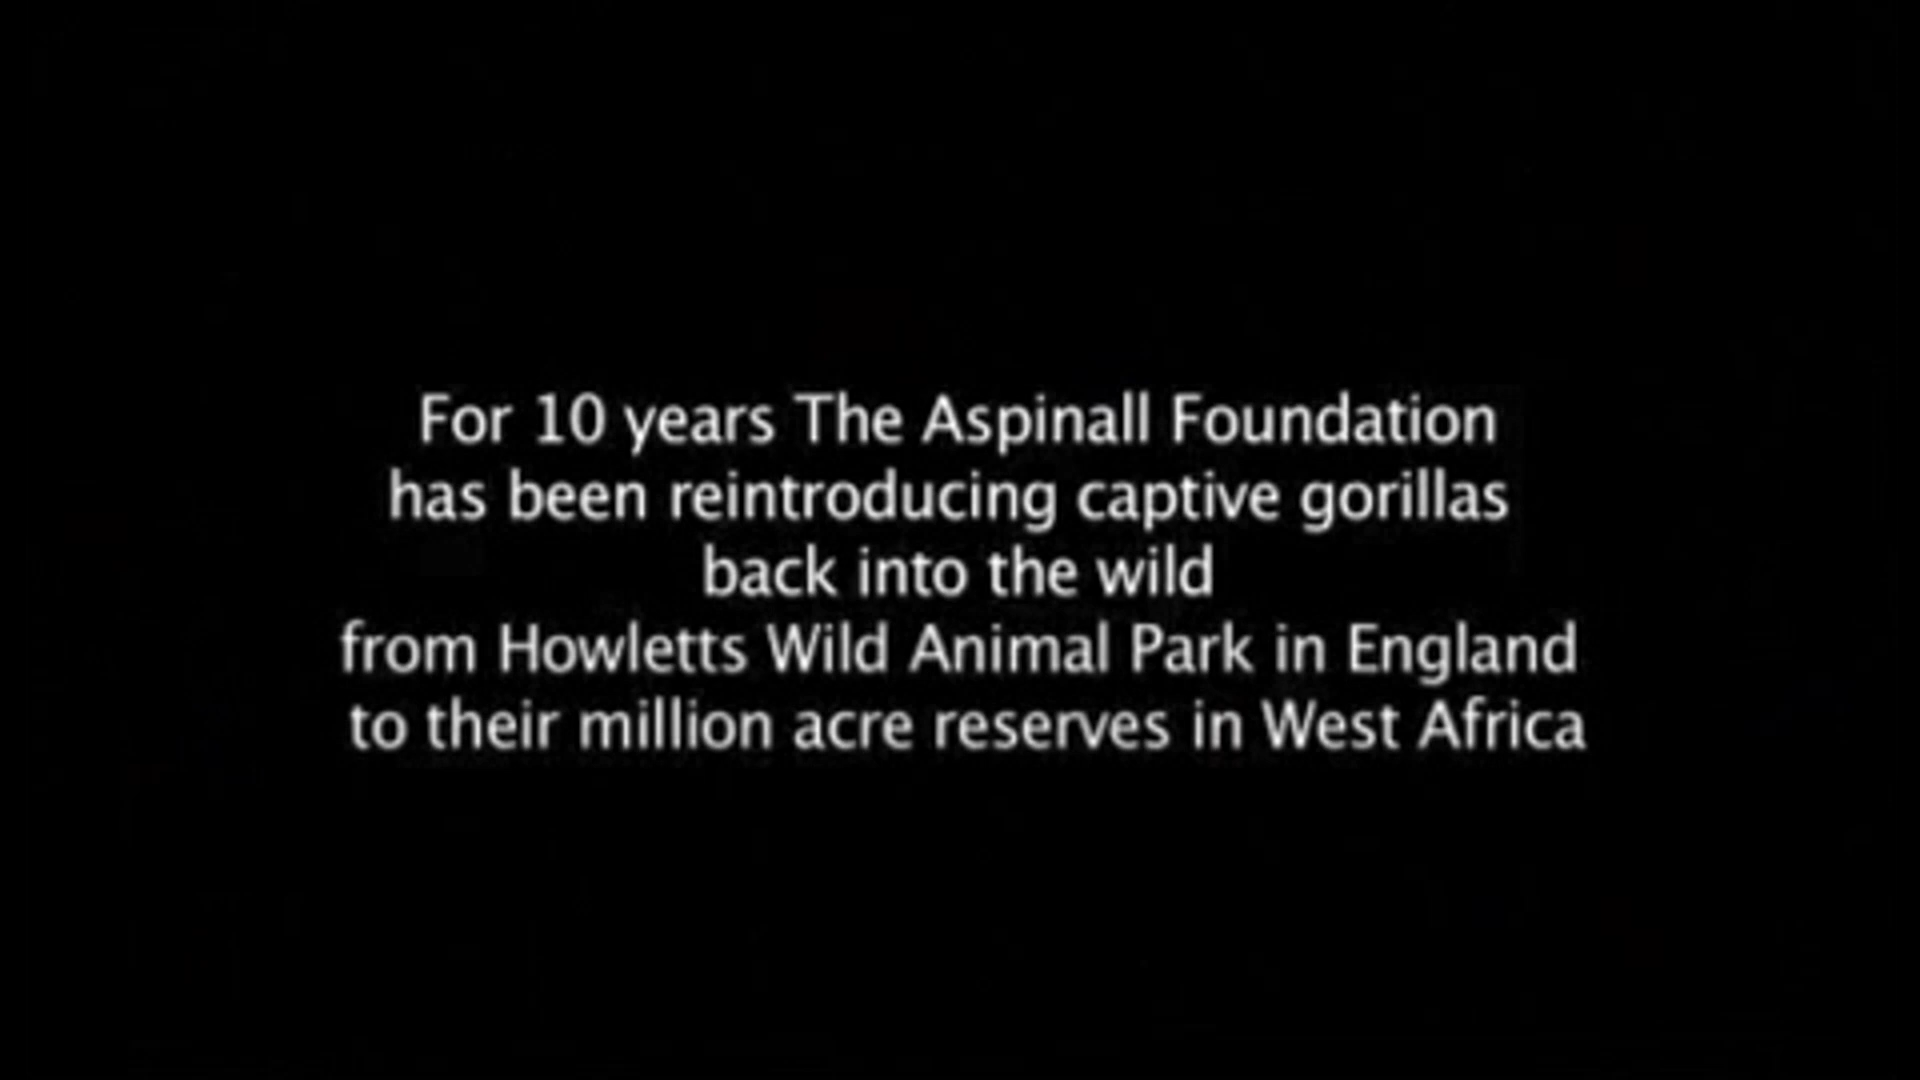 For 10 years The Aspinall Foundation
has been reintroducing captive gorillas
back into the wild
from Howletts Wild Animal Park in England
to their million acre reserves in West Africa